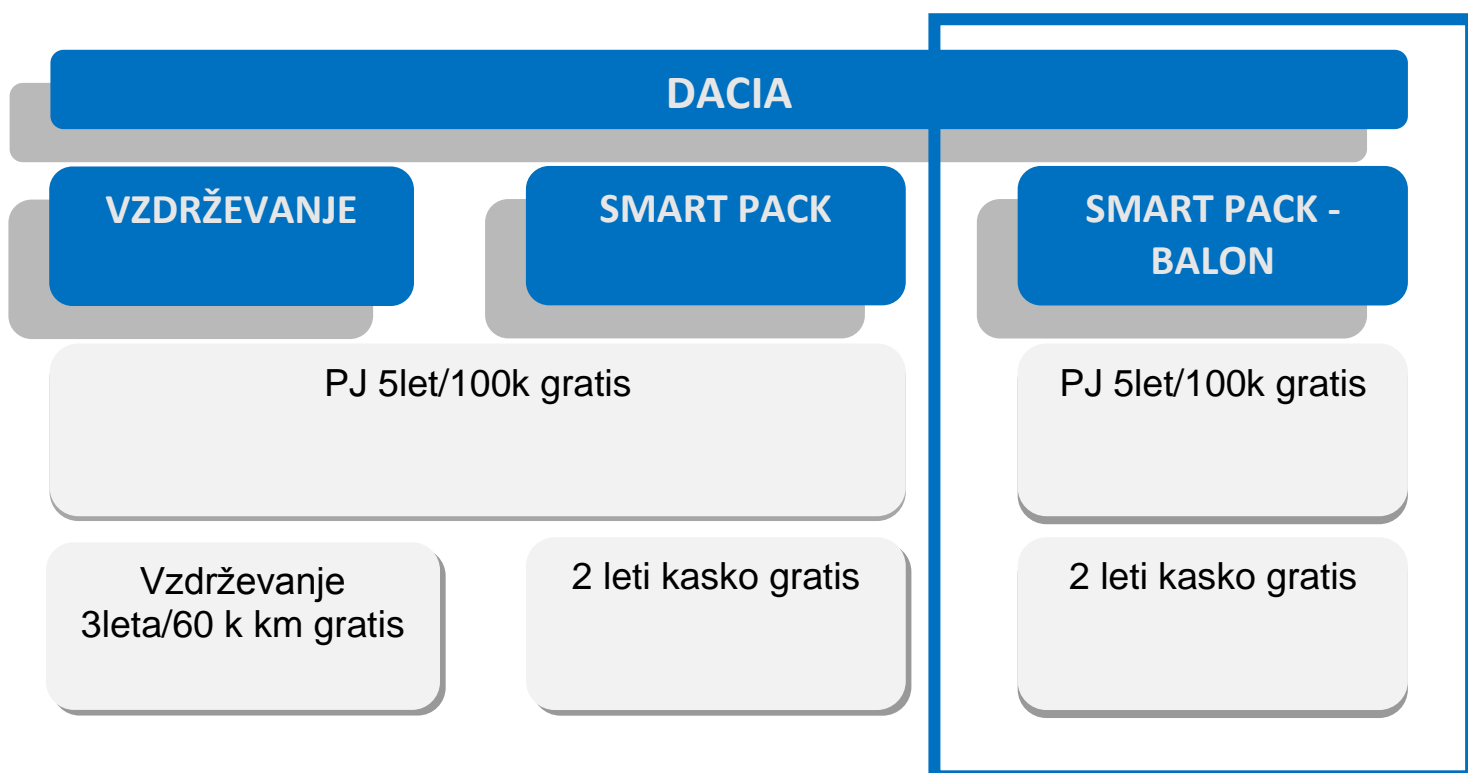 DACIA
VZDRŽEVANJE
SMART PACK
SMART PACK -
BALON
PJ 5let/100k gratis
PJ 5let/100k gratis
Vzdrževanje
3leta/60 k km gratis
2 leti kasko gratis
2 leti kasko gratis